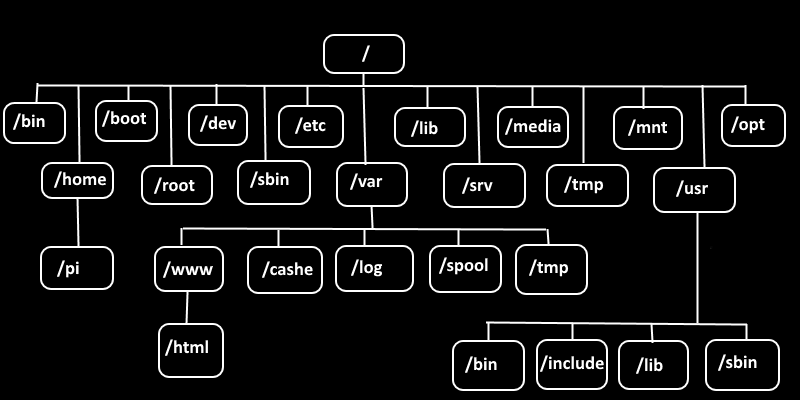 /
/bin
/boot
/dev
/etc
/lib
/media
/mnt
/opt
/home
/root
/sbin
/var
/srv
/tmp
/usr
/pi
/www
/cashe
/log
/spool
/tmp
/html
/bin
/include
/lib
/sbin